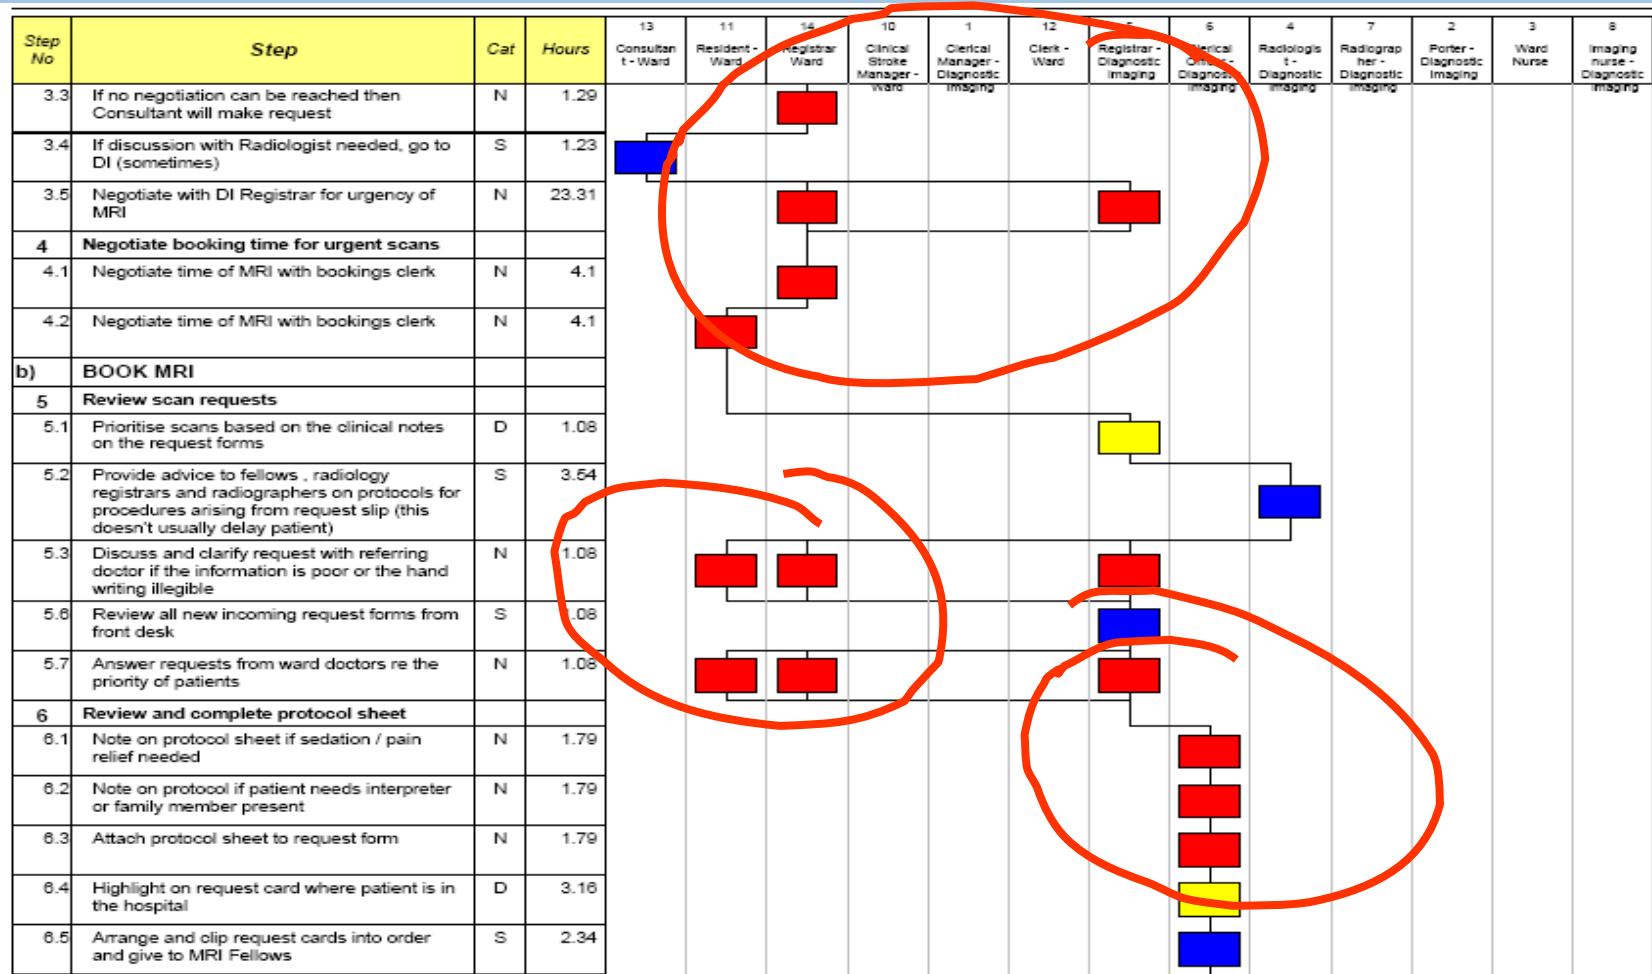 Step No
Step
Cat
Hours
13
Consultan
t - Ward
11
Resident -
Ward
14
Registrar
Ward
10
Clinical
Stroke
Manager -
Ward
1
Clerical
Manager -
Diagnostic
Imaging
12
Clerk -
Ward
5
Registrar -
Diagnostic
Imaging
6
Clerical
Officer -
Diagnostic
Imaging
4
Radiologis
t -
Diagnostic
Imaging
7
Radiograp
her -
Diagnostic
Imaging
2
Porter -
Diagnostic
Imaging
3
Ward
Nurse
8
Imaging
nurse -
Diagnostic
Imaging
3.3 If no negotiation can be reached then N 1.29
Consultant will make request
3.4 If discussion with Radiologist needed, go to S 1.23
DI (sometimes)
3.5 Negotiate with DI Registrar for urgency of N 23.31
MRI
4 Negotiate booking time for urgent scans
4.1 Negotiate time of MRI with bookings clerk N 4.1
4.2 Negotiate time of MRI with bookings clerk N 4.1
b) BOOK MRI
5 Review scan requests
5.1 Prioritise scans based on the clinical notes D 1.08
on the request forms
5.2 Provide advice to fellows , radiology S 3.54
registrars and radiographers on protocols for
procedures arising from request slip (this
doesn't usually delay patient)
5.3 Discuss and clarify request with referring N 1.08
doctor if the information is poor or the hand
writing illegible
5.6 Review all new incoming request forms from S 1.08
front desk
5.7 Answer requests from ward doctors re the N 1.08
priority of patients
6 Review and complete protocol sheet
6.1 Note on protocol sheet if sedation / pain N 1.79
relief needed
6.2 Note on protocol if patient needs interpreter N 1.79
or family member present
6.3 Attach protocol sheet to request form N 1.79
6.4 Highlight on request card where patient is in D 3.16
the hospital
6.5 Arrange and clip request cards into order S 2.34
and give to MRI Fellows